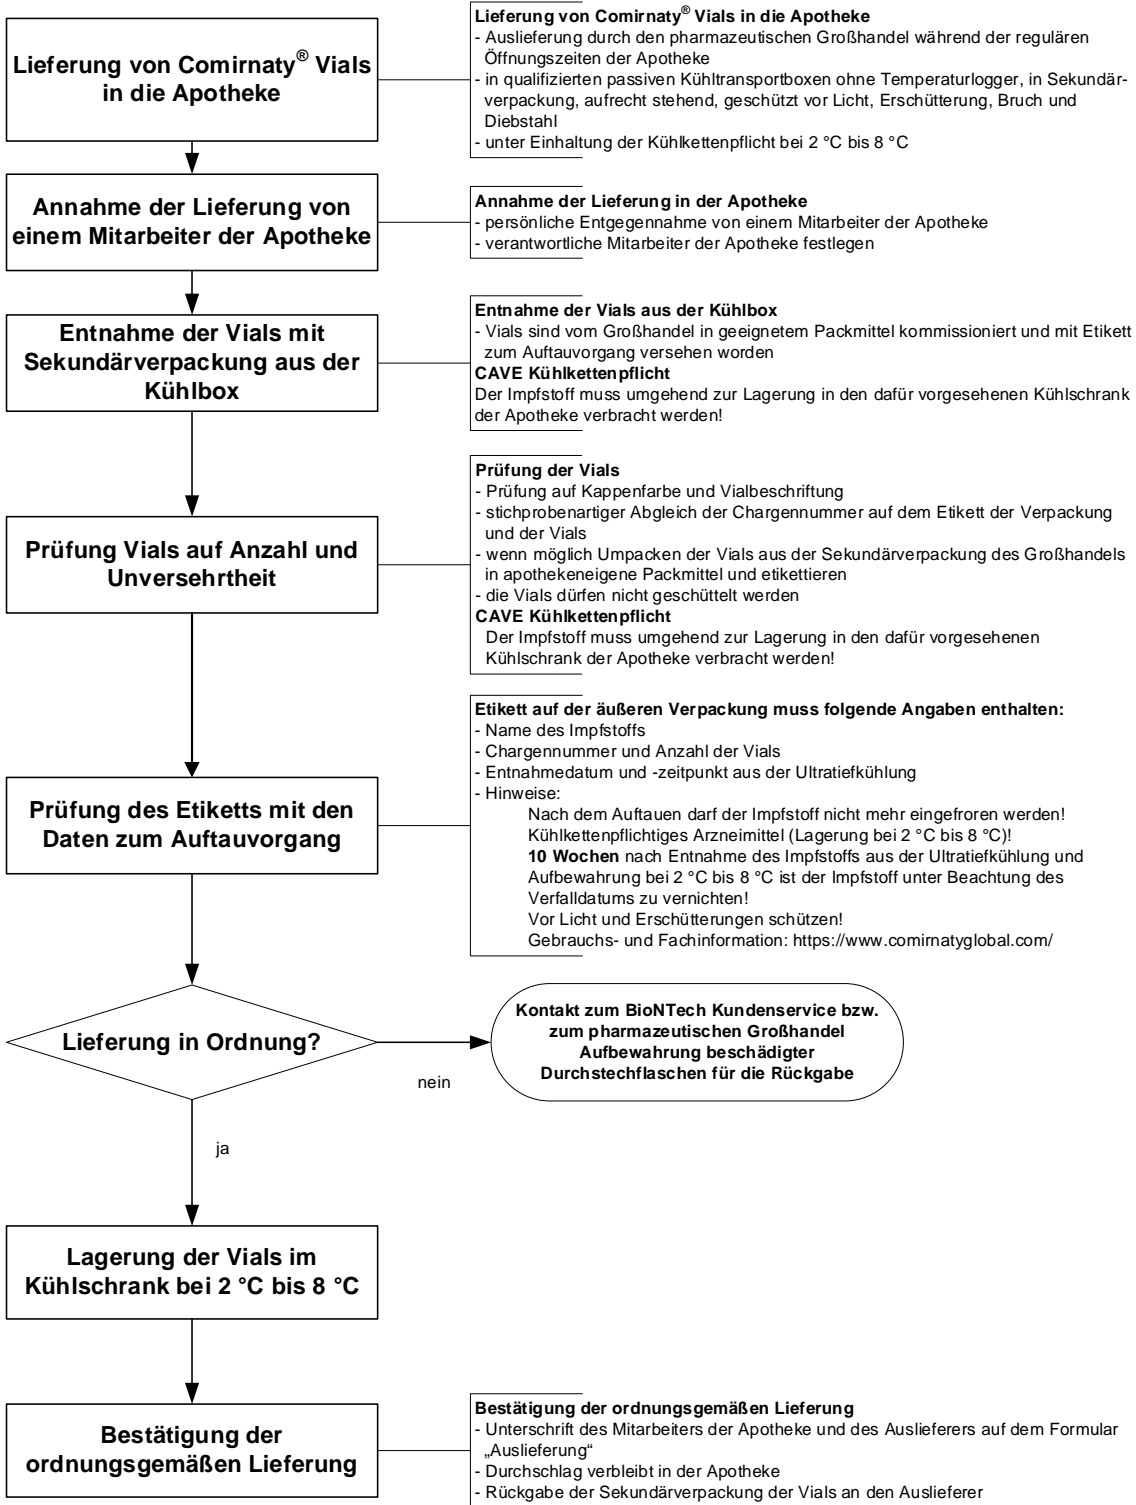 Lieferung von Comirnaty® Vials
in die Apotheke
Lieferung von Comirnaty® Vials in die Apotheke
- Auslieferung durch den pharmazeutischen Großhandel während der regulären
Öffnungszeiten der Apotheke
- in qualifizierten passiven Kühltransportboxen ohne Temperaturlogger, in Sekundär-
verpackung, aufrecht stehend, geschützt vor Licht, Erschütterung, Bruch und
Diebstahl
- unter Einhaltung der Kühlkettenpflicht bei 2 °C bis 8 °C
Annahme der Lieferung von
einem Mitarbeiter der Apotheke
Annahme der Lieferung in der Apotheke
- persönliche Entgegennahme von einem Mitarbeiter der Apotheke
- verantwortliche Mitarbeiter der Apotheke festlegen
Entnahme der Vials mit
Sekundärverpackung aus der
Kühlbox
Entnahme der Vials aus der Kühlbox
- Vials sind vom Großhandel in geeignetem Packmittel kommissioniert und mit Etikett
zum Auftauvorgang versehen worden
CAVE Kühlkettenpflicht
Der Impfstoff muss umgehend zur Lagerung in den dafür vorgesehenen Kühlschrank
der Apotheke verbracht werden!
Prüfung Vials auf Anzahl und
Unversehrtheit
Prüfung der Vials
- Prüfung auf Kappenfarbe und Vialbeschriftung
- stichprobenartiger Abgleich der Chargennummer auf dem Etikett der Verpackung
und der Vials
- wenn möglich Umpacken der Vials aus der Sekundärverpackung des Großhandels
in apothekeneigene Packmittel und etikettieren
- die Vials dürfen nicht geschüttelt werden
CAVE Kühlkettenpflicht
Der Impfstoff muss umgehend zur Lagerung in den dafür vorgesehenen
Kühlschrank der Apotheke verbracht werden!
Prüfung des Etiketts mit den
Daten zum Auftauvorgang
Etikett auf der äußeren Verpackung muss folgende Angaben enthalten:
- Name des Impfstoffs
- Chargennummer und Anzahl der Vials
- Entnahmedatum und -zeitpunkt aus der Ultratiefkühlung
- Hinweise:
Nach dem Auftauen darf der Impfstoff nicht mehr eingefroren werden!
Kühlkettenpflichtiges Arzneimittel (Lagerung bei 2 °C bis 8 °C)!
10 Wochen nach Entnahme des Impfstoffs aus der Ultratiefkühlung und
Aufbewahrung bei 2 °C bis 8 °C ist der Impfstoff unter Beachtung des
Verfalldatums zu vernichten!
Vor Licht und Erschütterungen schützen!
Gebrauchs- und Fachinformation: https://www.comirnatyglobal.com/
Lieferung in Ordnung?
nein
Kontakt zum BioNTech Kundenservice bzw.
zum pharmazeutischen Großhandel
Aufbewahrung beschädigter
Durchstechflaschen für die Rückgabe
ja
Lagerung der Vials im
Kühlschrank bei 2 °C bis 8 °C
Bestätigung der
ordnungsgemäßen Lieferung
Bestätigung der ordnungsgemäßen Lieferung
- Unterschrift des Mitarbeiters der Apotheke und des Auslieferers auf dem Formular
„Auslieferung“
- Durchschlag verbleibt in der Apotheke
- Rückgabe der Sekundärverpackung der Vials an den Auslieferer